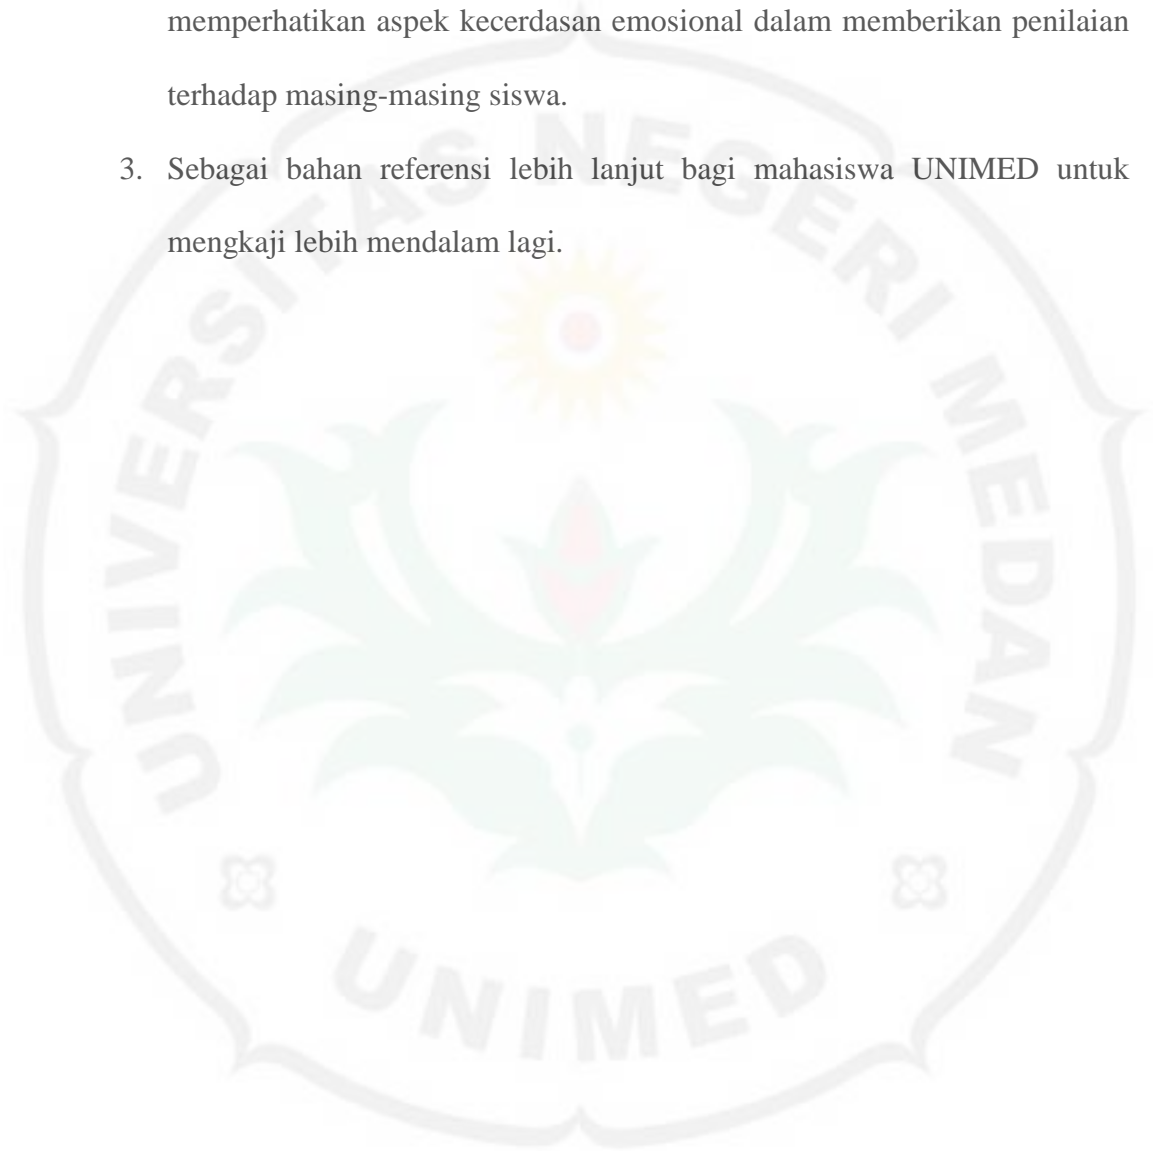 memperhatikan aspek kecerdasan emosional dalam memberikan penilaian
terhadap masing-masing siswa.
3. Sebagai bahan referensi lebih lanjut bagi mahasiswa UNIMED untuk
mengkaji lebih mendalam lagi.
UNIVERSITAS NEGERI MEDAN
UNIMED